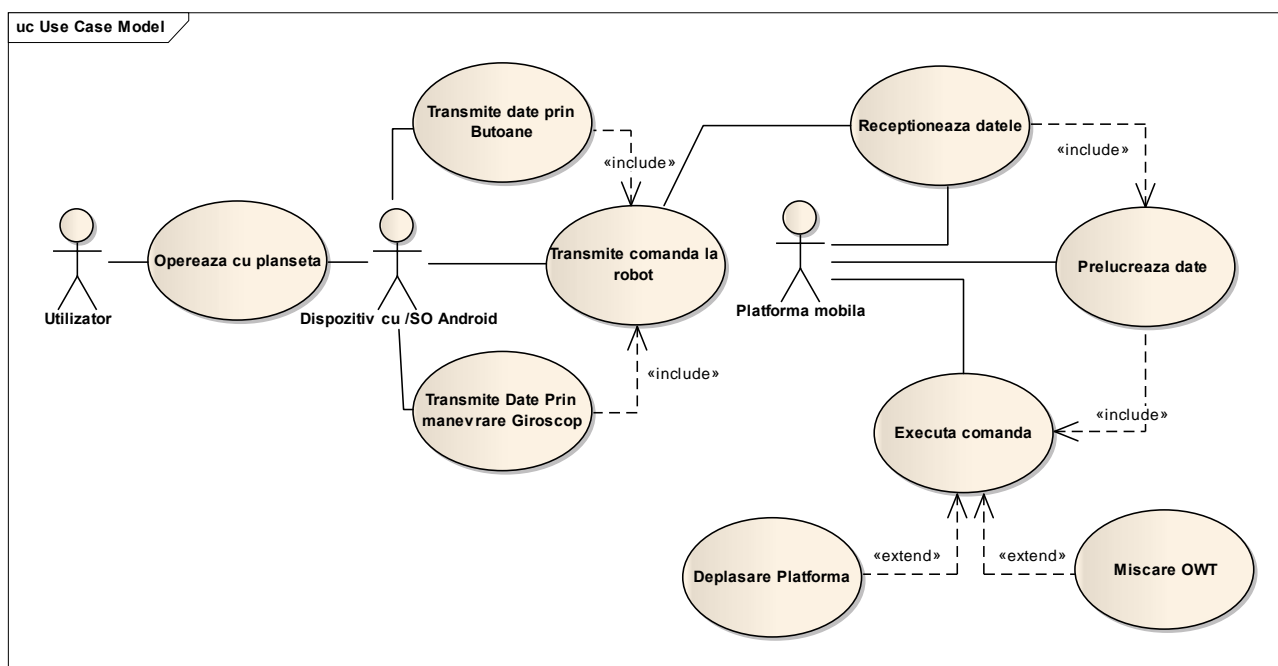 uc Use Case Model
Transmite date prin
Butoane
«include»
Receptioneaza datele
«include»
Opereaza cu planseta
Transmite comanda la
robot
Prelucreaza date
Utilizator
Dispozitiv cu /SO Android
Platforma mobila
«include»
Transmite Date Prin
manevrare Giroscop
«include»
Executa comanda
Deplasare Platforma
«extend»
«extend»
Miscare OWT